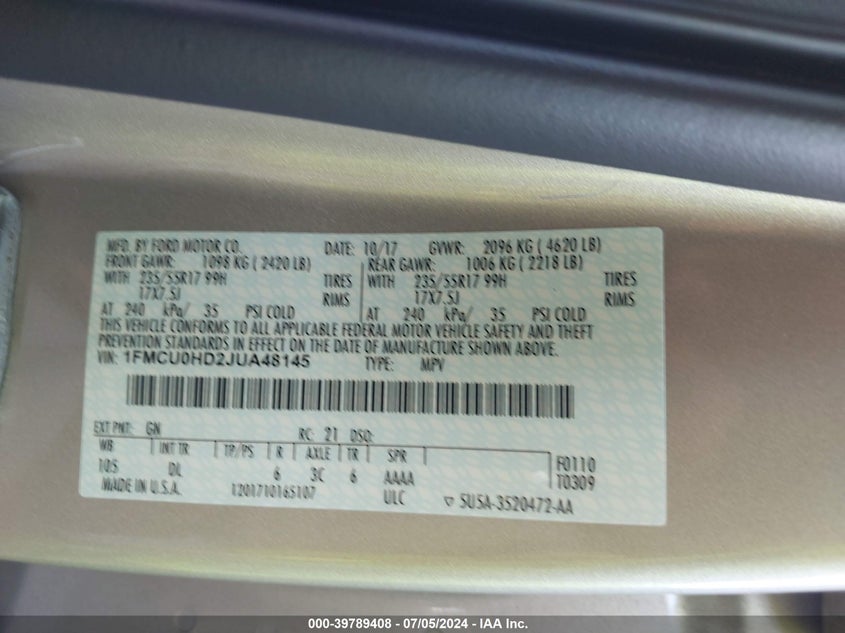 MFD. BY FORD MOTOR CO. DATE: 10/17 GVWR: 2096 KG ( 4620 LB)
FRONT GAWR: 1098 KG ( 2420 LB) REAR GAWR: 1006 KG ( 2218 LB)
WITH 235/55R17 99H TIRES WITH 235/55R17 99H TIRES
17X7.5J RIMS 17X7.5J RIMS
AT 240 kPa/ 35 PSI COLD AT 240 kPa/ 35 PSI COLD
THIS VEHICLE CONFORMS TO ALL APPLICABLE FEDERAL MOTOR VEHICLE SAFETY AND THEFT
PREVENTION STANDARDS IN EFFECT ON THE DATE OF MANUFACTURE SHOWN ABOVE.
VIN: 1FMCU0HD2JUA48145 TYPE: MPV
EXT PNT: GN RC: 21 DSO:
WB INT TR TP/PS R AXLE TR SPR F0110
105 DL 6 3C 6 AAAA T0309
MADE IN U.S.A. 1201710165107 ULC ▽ 5U5A-3520472-AA
000-39789408 - 07/05/2024 - IAA Inc.